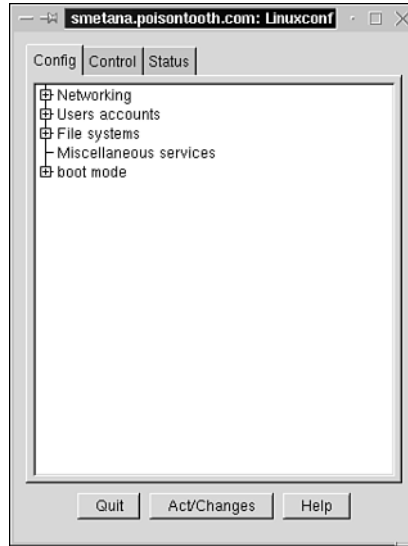 smetana.poisontooth.com: Linuxconf
Config Control Status
Networking
Users accounts
File systems
Miscellaneous services
boot mode
Quit Act/Changes Help